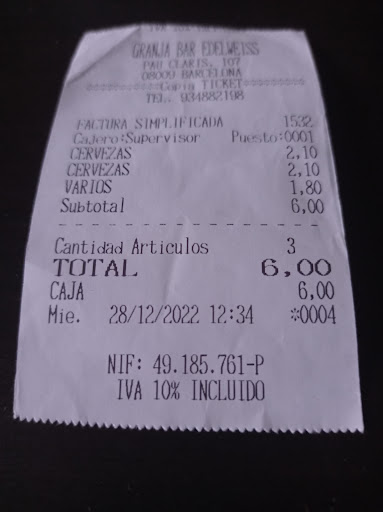 GRANJA BAR EDELWEISS
PAU CLARIS, 107
08009 BARCELONA
Copia TICKET
TEL. 934882198
FACTURA SIMPLIFICADA 1532
Cajero:Supervisor Puesto:0001
CERVEZAS 2,10
CERVEZAS 2,10
VARIOS 1,80
Subtotal 6,00
Cantidad Articulos 3
TOTAL 6,00
CAJA 6,00
Mie. 28/12/2022 12:34 *0004
NIF: 49.185.761-P
IVA 10% INCLUIDO